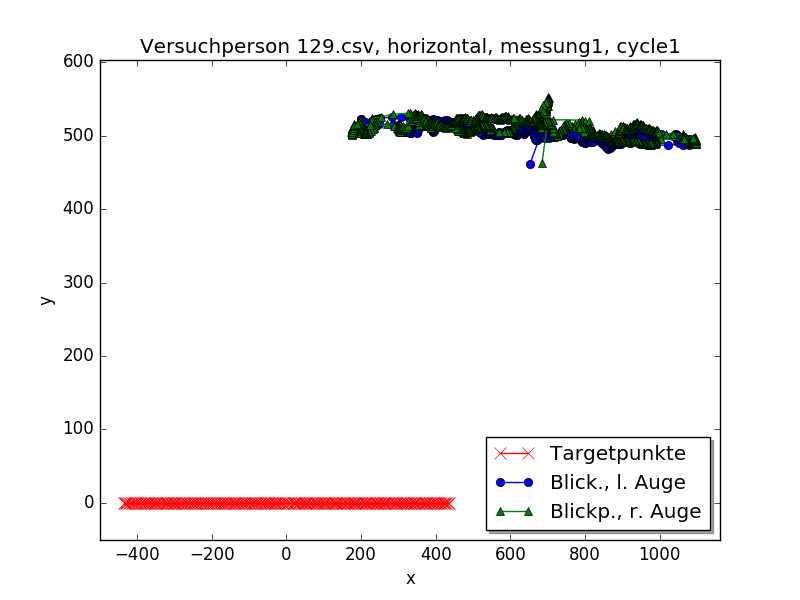 Versuchperson 129.csv, horizontal, messung1, cycle1
600
500
400
300
200
100
0
y
−400
−200
0
200
400
600
800
1000
x
Targetpunkte
Blick., l. Auge
Blickp., r. Auge